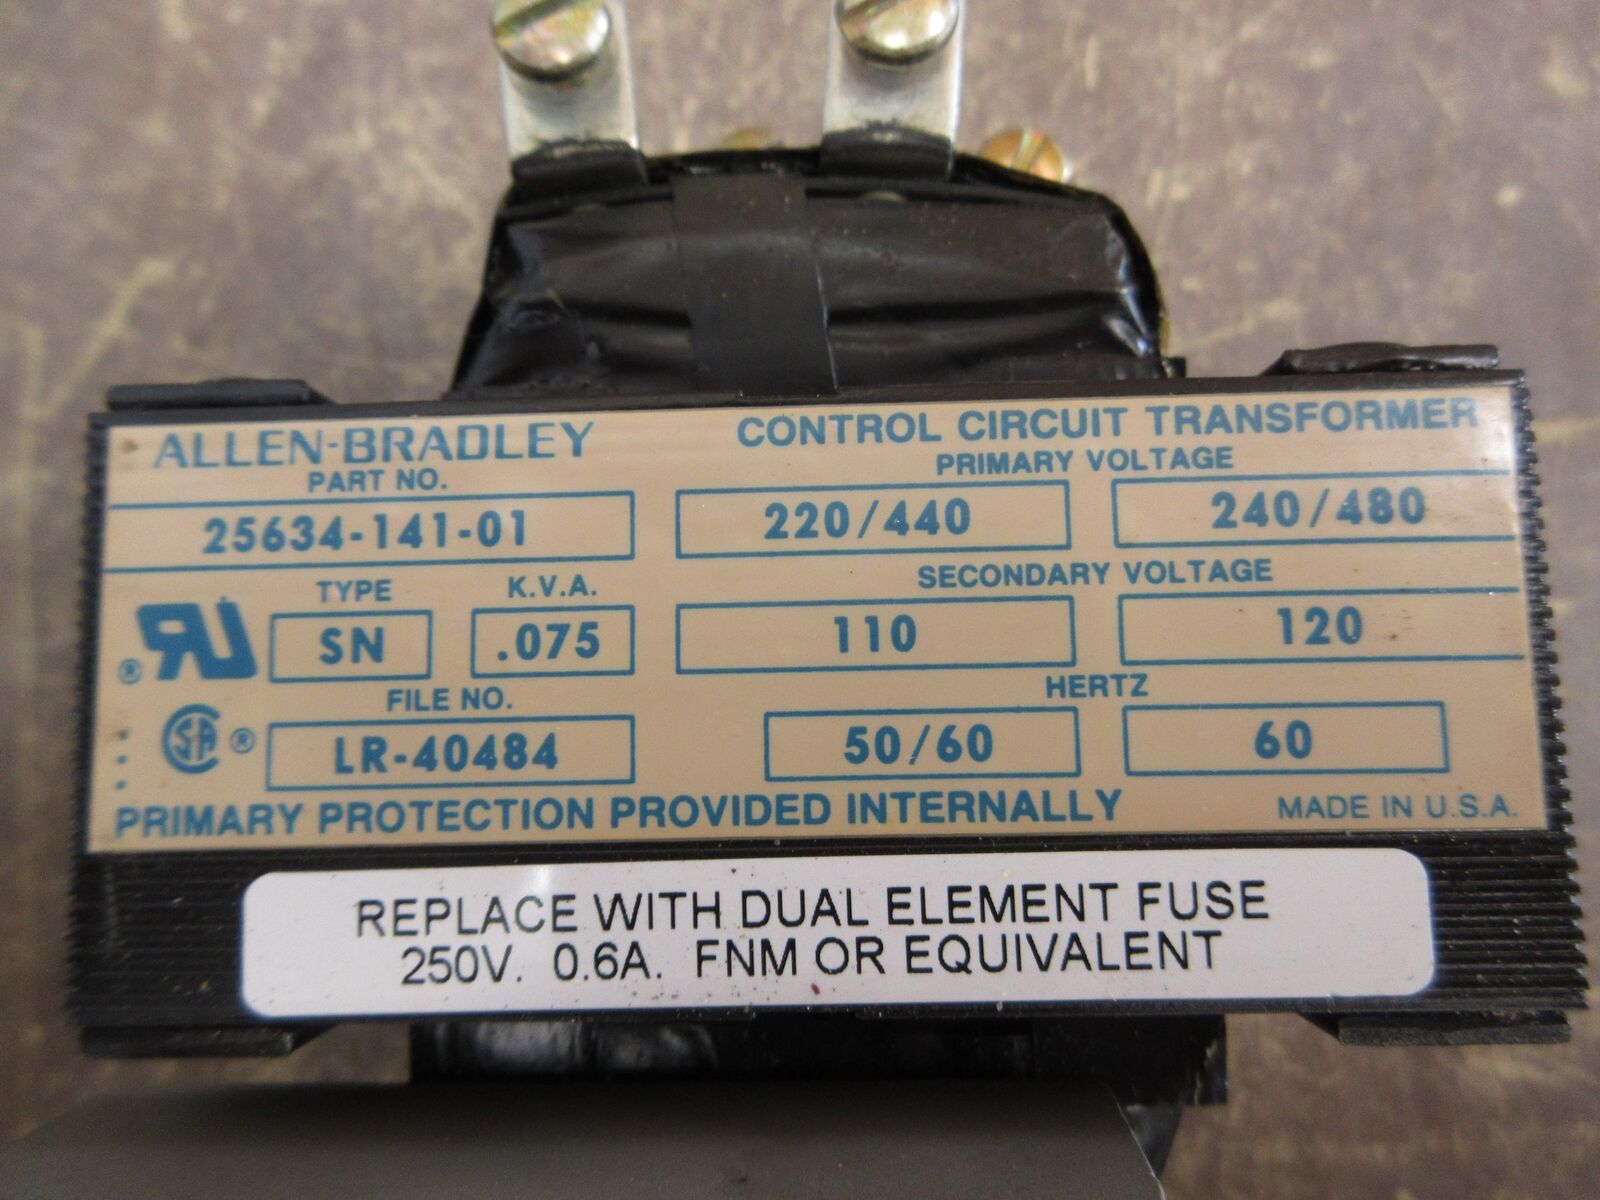 ALLEN-BRADLEY
CONTROL CIRCUIT TRANSFORMER
PART NO.
PRIMARY VOLTAGE
25634-141-01
220/440
240/480
TYPE
K.V.A.
SECONDARY VOLTAGE
SN
.075
110
120
FILE NO.
HERTZ
LR-40484
50/60
60
PRIMARY PROTECTION PROVIDED INTERNALLY
MADE IN U.S.A.
REPLACE WITH DUAL ELEMENT FUSE
250V. 0.6A. FNM OR EQUIVALENT